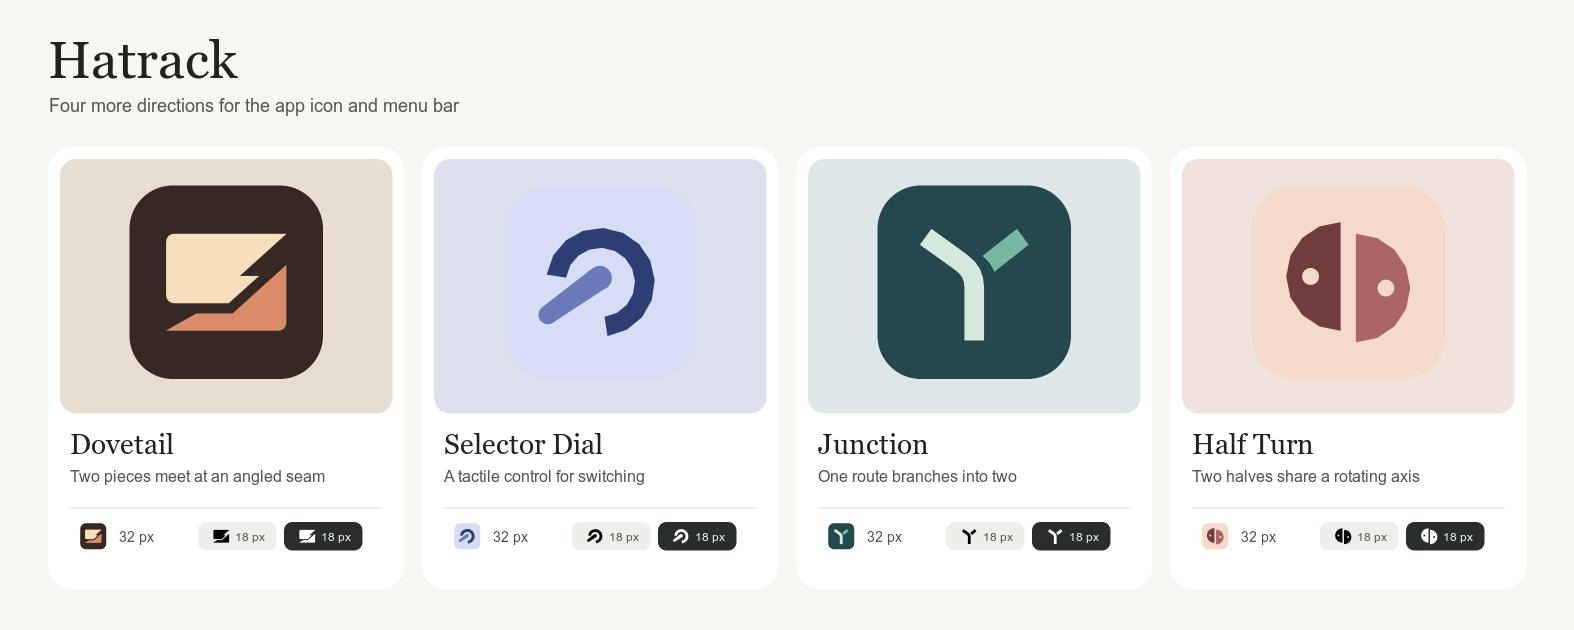 Hatrack
Four more directions for the app icon and menu bar
Dovetail
Two pieces meet at an angled seam
32 px
18 px
18 px
Selector Dial
A tactile control for switching
32 px
18 px
18 px
Junction
One route branches into two
32 px
18 px
18 px
Half Turn
Two halves share a rotating axis
32 px
18 px
18 px